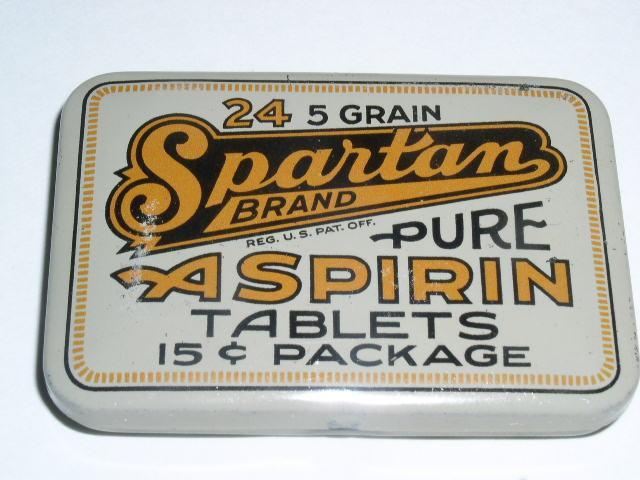 24 5 GRAIN
Spartan
BRAND
REG. U.S. PAT. OFF.
PURE
ASPIRIN
TABLETS
15¢ PACKAGE